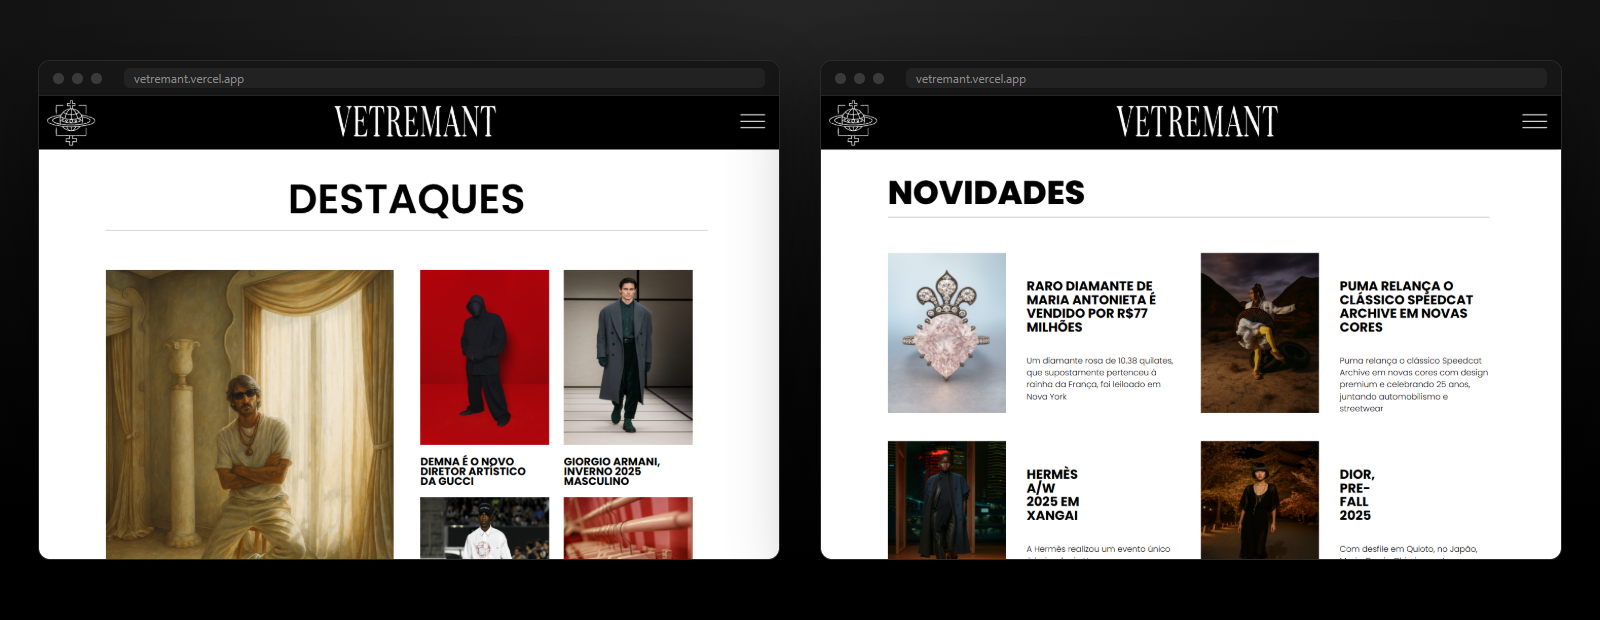 vetremant.vercel.app
VETREMANT
DESTAQUES
DEMNA É O NOVO
DIRETOR ARTÍSTICO
DA GUCCI
GIORGIO ARMANI,
INVERNO 2025
MASCULINO
vetremant.vercel.app
VETREMANT
NOVIDADES
RARO DIAMANTE DE
MARIA ANTONIETA É
VENDIDO POR R$77
MILHÕES
Um diamante rosa de 10.38 quilates,
que supostamente pertenceu à
rainha da França, foi leiloado em
Nova York
PUMA RELANÇA O
CLÁSSICO SPEEDCAT
ARCHIVE EM NOVAS
CORES
Puma relança o clássico Speedcat
Archive em novas cores com design
premium e celebrando 25 anos,
juntando automobilismo e
streetwear
HERMÈS
A/W
2025 EM
XANGAI
A Hermès realizou um evento único
DIOR,
PRE-
FALL
2025
Com desfile em Quioto, no Japão,